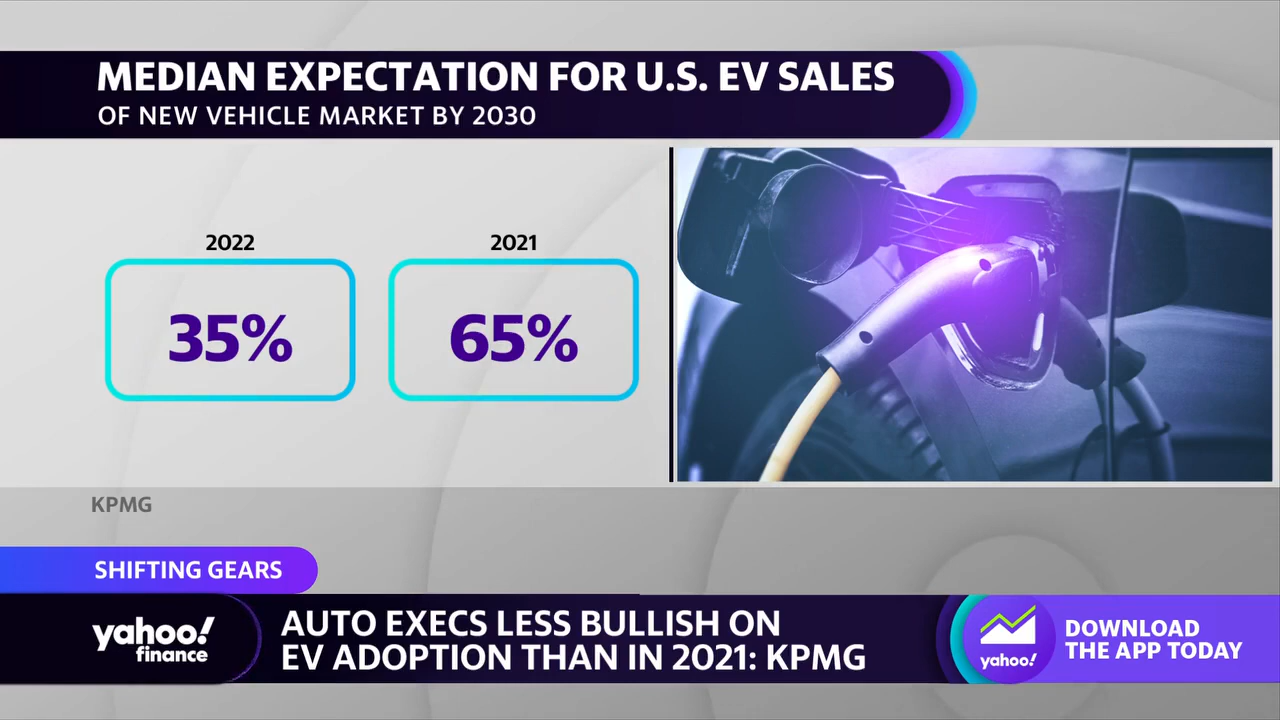 MEDIAN EXPECTATION FOR U.S. EV SALES
OF NEW VEHICLE MARKET BY 2030
2022
2021
35%
65%
KPMG
SHIFTING GEARS
yahoo!
finance
AUTO EXECS LESS BULLISH ON
EV ADOPTION THAN IN 2021: KPMG
yahoo!
DOWNLOAD
THE APP TODAY